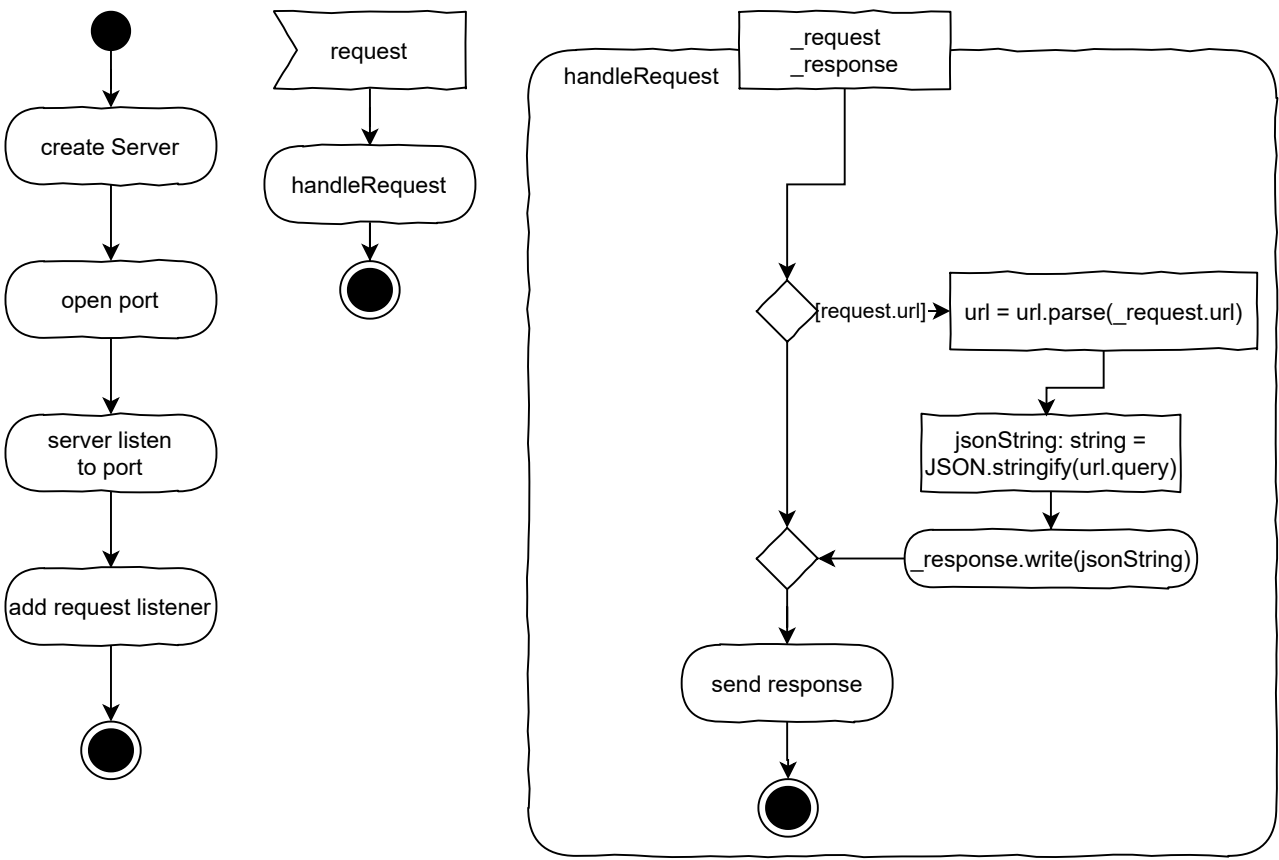 create Server
open port
server listen
to port
add request listener
request
handleRequest
handleRequest
_request
_response
[request.url]
url = url.parse(_request.url)
jsonString: string =
JSON.stringify(url.query)
_response.write(jsonString)
send response